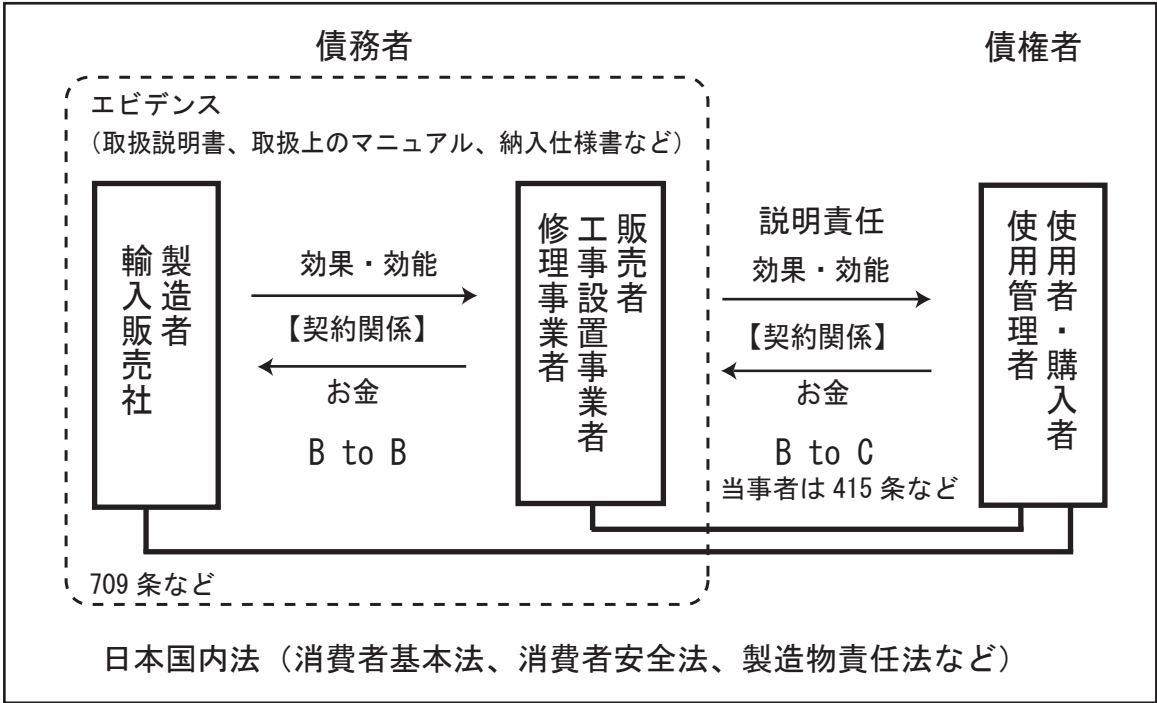 債務者
債権者
エビデンス
（取扱説明書、取扱上のマニュアル、納入仕様書など）
製造者
輸入販売社
効果・効能
【契約関係】
お金
B to B
販売者
工事設置事業者
修理事業者
説明責任
効果・効能
【契約関係】
お金
B to C
当事者は 415 条など
使用者・購入者
使用管理者
709 条など
日本国内法（消費者基本法、消費者安全法、製造物責任法など）